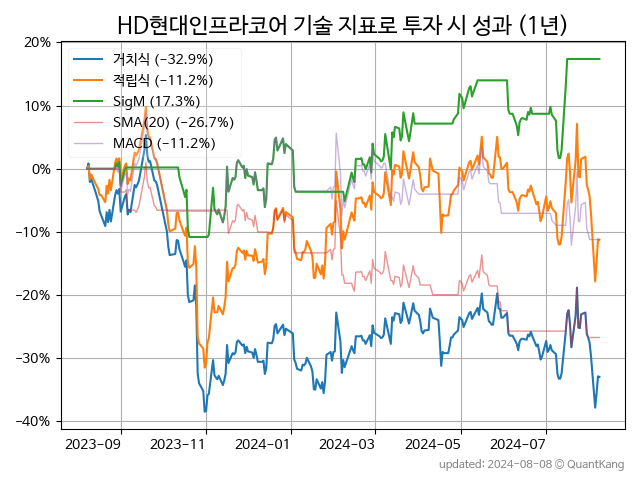 HD현대인프라코어 기술 지표로 투자 시 성과 (1년)
20%
10%
0%
−10%
−20%
−30%
−40%
거치식 (−32.9%)
적립식 (−11.2%)
SigM (17.3%)
SMA(20) (−26.7%)
MACD (−11.2%)
2023-09
2023-11
2024-01
2024-03
2024-05
2024-07
updated: 2024-08-08 © QuantKang